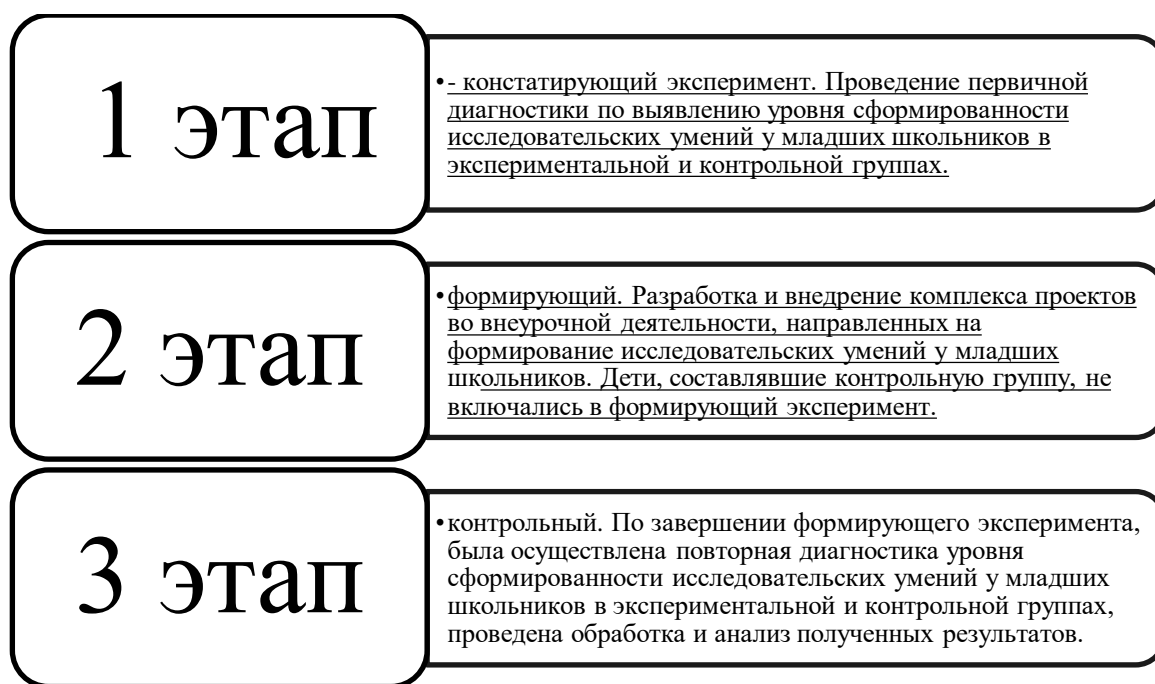 1 этап
•- констатирующий эксперимент. Проведение первичной
диагностики по выявлению уровня сформированности
исследовательских умений у младших школьников в
экспериментальной и контрольной группах.
2 этап
•формирующий. Разработка и внедрение комплекса проектов
во внеурочной деятельности, направленных на
формирование исследовательских умений у младших
школьников. Дети, составлявшие контрольную группу, не
включались в формирующий эксперимент.
3 этап
•контрольный. По завершении формирующего эксперимента,
была осуществлена повторная диагностика уровня
сформированности исследовательских умений у младших
школьников в экспериментальной и контрольной группах,
проведена обработка и анализ полученных результатов.